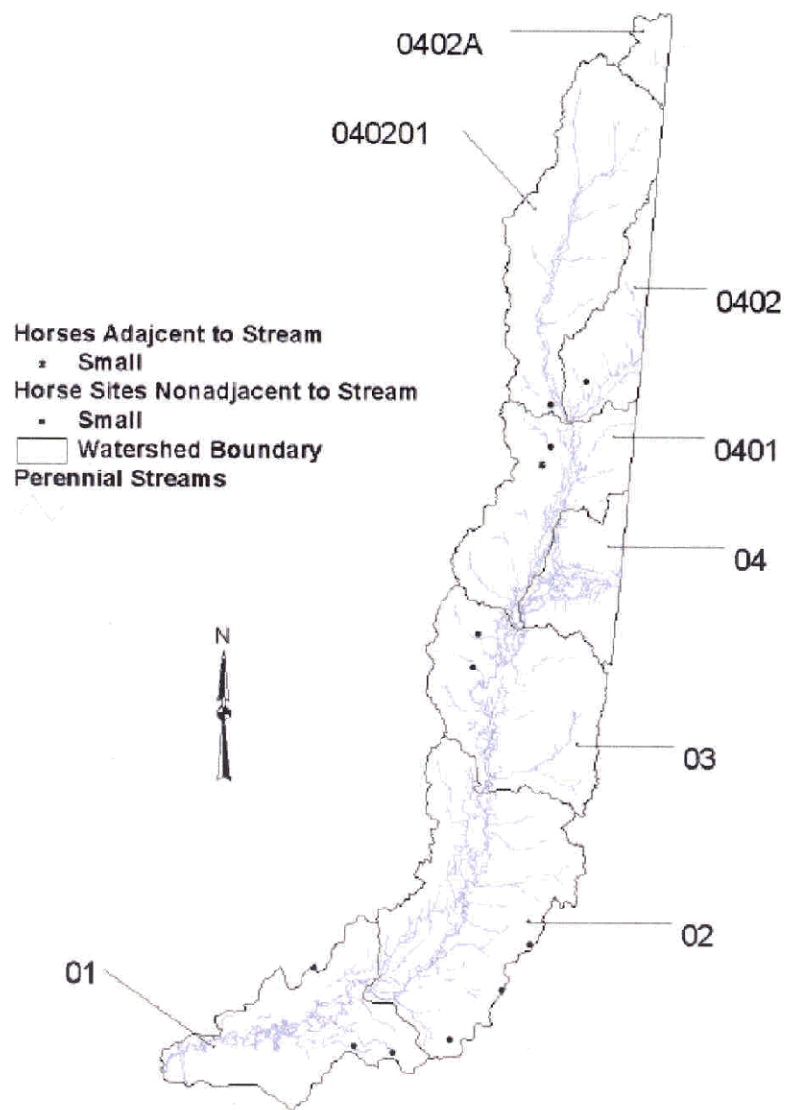 0402A
040201
0402
Horses Adajcent to Stream
Small
Horse Sites Nonadjacent to Stream
Small
Watershed Boundary
Perennial Streams
0401
04
N
03
02
01